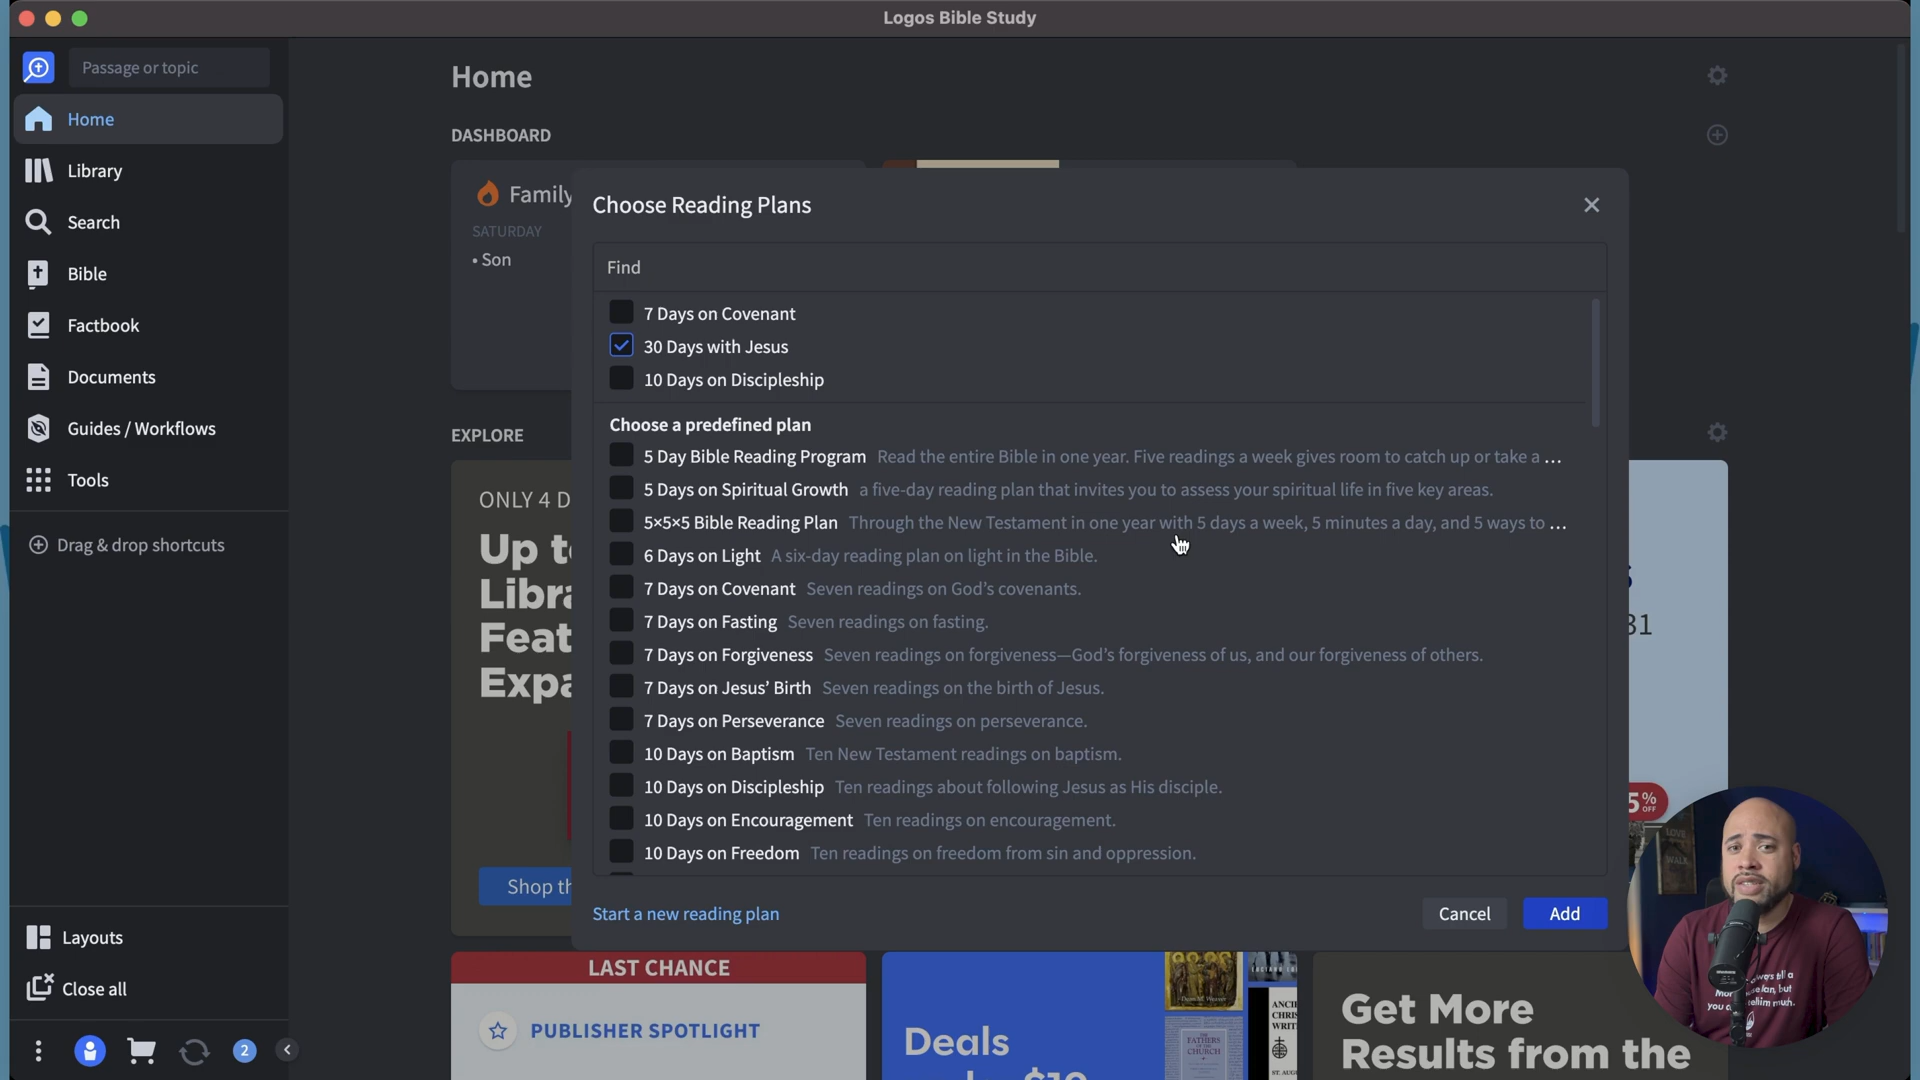 Logos Bible Study
Passage or topic
Home
Library
Search
Bible
Factbook
Documents
Guides / Workflows
Tools
Drag & drop shortcuts
Layouts
Close all
2
Home
DASHBOARD
Family
SATURDAY
• Son
EXPLORE
ONLY 4 D
Up t
Libr
Feat
Expa
Shop th
Choose Reading Plans
Find
7 Days on Covenant
30 Days with Jesus
10 Days on Discipleship
Choose a predefined plan
5 Day Bible Reading Program Read the entire Bible in one year. Five readings a week gives room to catch up or take a ...
5 Days on Spiritual Growth a five-day reading plan that invites you to assess your spiritual life in five key areas.
5×5×5 Bible Reading Plan Through the New Testament in one year with 5 days a week, 5 minutes a day, and 5 ways to ...
6 Days on Light A six-day reading plan on light in the Bible.
7 Days on Covenant Seven readings on God’s covenants.
7 Days on Fasting Seven readings on fasting.
7 Days on Forgiveness Seven readings on forgiveness—God’s forgiveness of us, and our forgiveness of others.
7 Days on Jesus’ Birth Seven readings on the birth of Jesus.
7 Days on Perseverance Seven readings on perseverance.
10 Days on Baptism Ten New Testament readings on baptism.
10 Days on Discipleship Ten readings about following Jesus as His disciple.
10 Days on Encouragement Ten readings on encouragement.
10 Days on Freedom Ten readings on freedom from sin and oppression.
Start a new reading plan
Cancel
Add
31
5% OFF
LAST CHANCE
PUBLISHER SPOTLIGHT
Deals
THE FATHERS OF THE CHURCH
Get More
Results from the